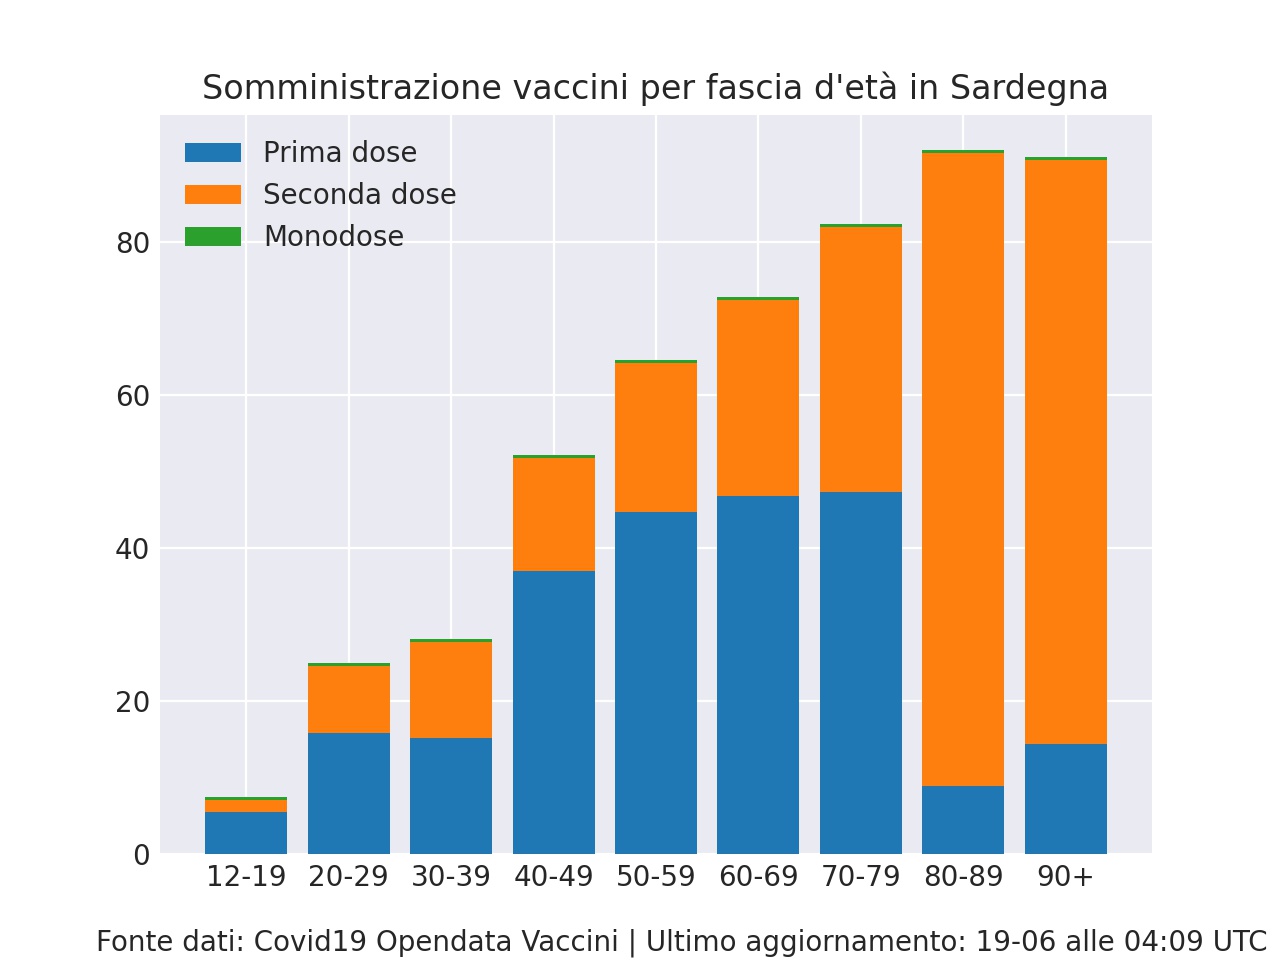 Somministrazione vaccini per fascia d'età in Sardegna
Prima dose
Seconda dose
Monodose
80
60
40
20
0
12-19 20-29 30-39 40-49 50-59 60-69 70-79 80-89 90+
Fonte dati: Covid19 Opendata Vaccini | Ultimo aggiornamento: 19-06 alle 04:09 UTC